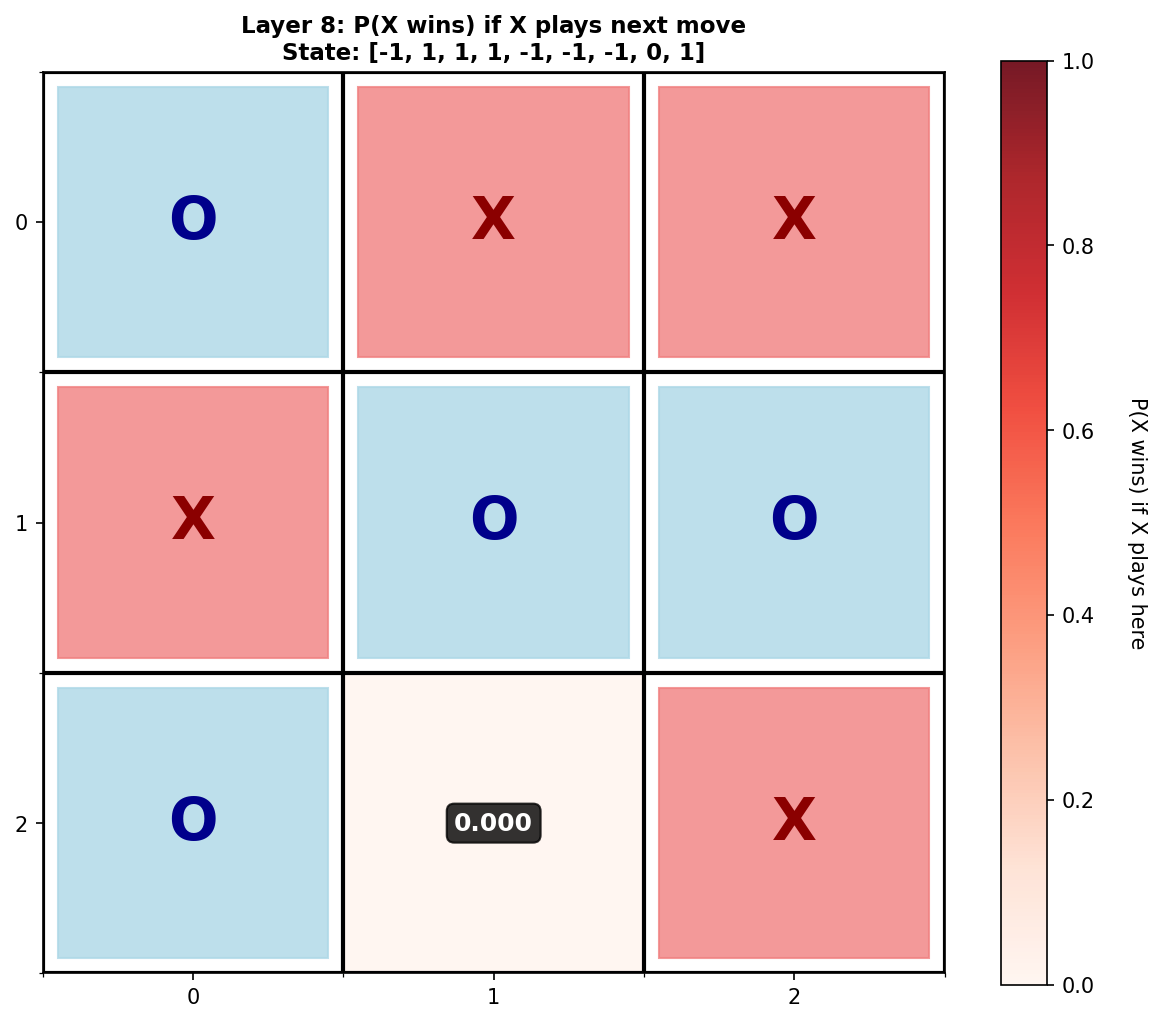 Layer 8: P(X wins) if X plays next move
State: [-1, 1, 1, 1, -1, -1, -1, 0, 1]
O X X
X O O
O 0.000 X
0
1
2
0 1 2
1.0
0.8
0.6
0.4
0.2
0.0
P(X wins) if X plays here